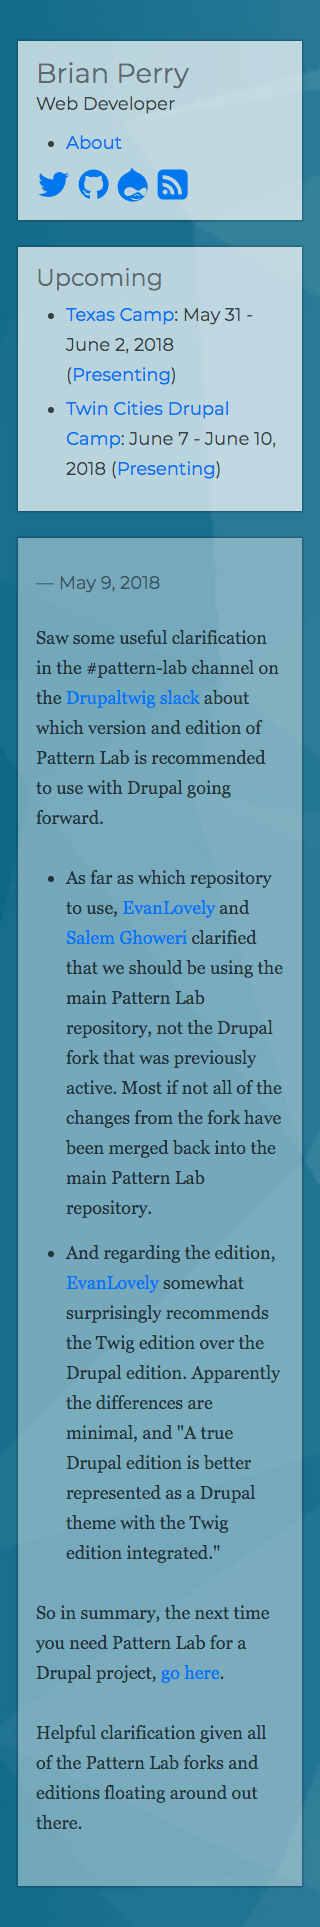 Brian Perry
Web Developer
• About
Upcoming
• Texas Camp: May 31 -
June 2, 2018
(Presenting)
• Twin Cities Drupal
Camp: June 7 - June 10,
2018 (Presenting)
— May 9, 2018
Saw some useful clarification
in the #pattern-lab channel on
the Drupaltwig slack about
which version and edition of
Pattern Lab is recommended
to use with Drupal going
forward.
• As far as which repository
to use, EvanLovely and
Salem Ghoweri clarified
that we should be using the
main Pattern Lab
repository, not the Drupal
fork that was previously
active. Most if not all of the
changes from the fork have
been merged back into the
main Pattern Lab
repository.
• And regarding the edition,
EvanLovely somewhat
surprisingly recommends
the Twig edition over the
Drupal edition. Apparently
the differences are
minimal, and "A true
Drupal edition is better
represented as a Drupal
theme with the Twig
edition integrated."
So in summary, the next time
you need Pattern Lab for a
Drupal project, go here.
Helpful clarification given all
of the Pattern Lab forks and
editions floating around out
there.